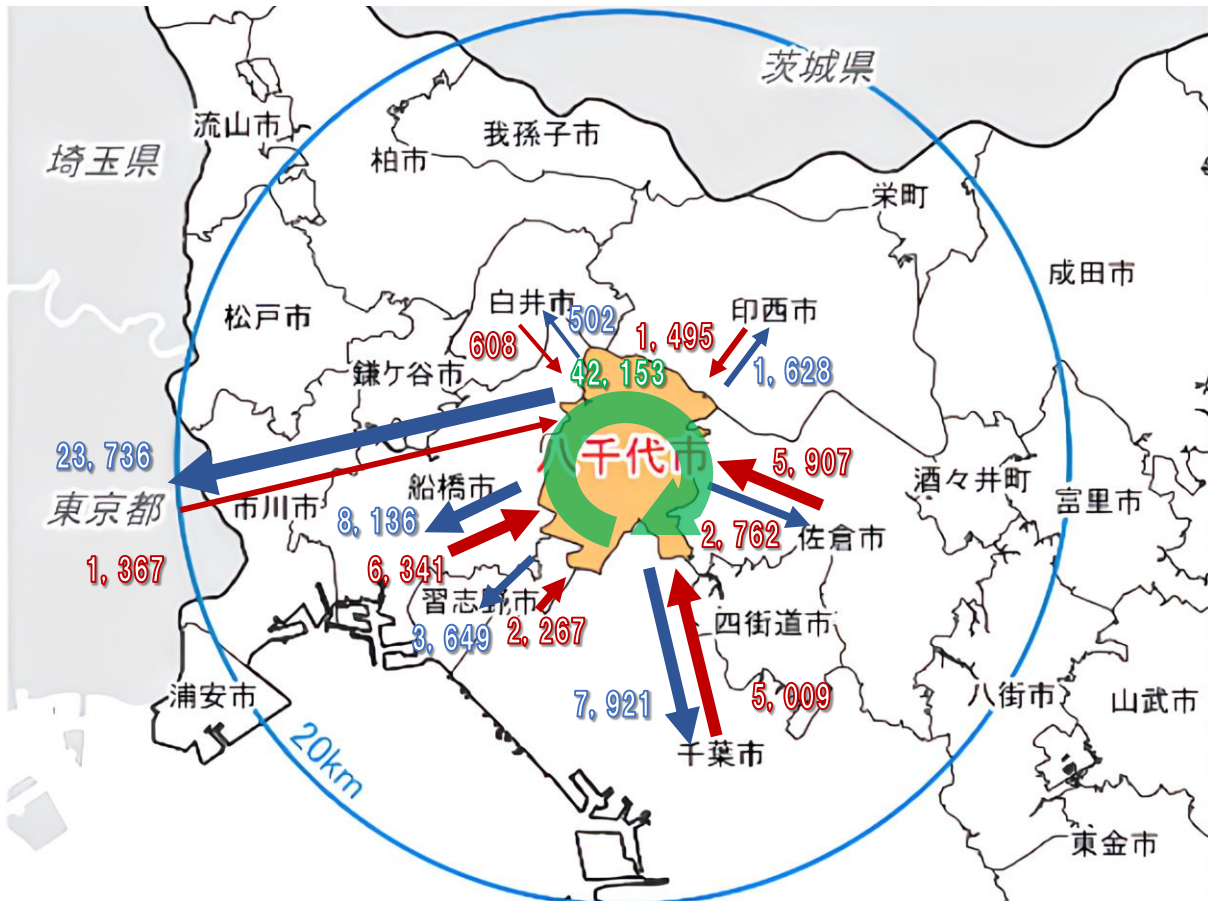 茨城県
流山市
我孫子市
埼玉県
柏市
栄町
成田市
白井市
502
印西市
松戸市
1,495
608
鎌ケ谷市
42,153
1,628
23,736
八千代市
5,907
船橋市
酒々井町
富里市
東京都
市川市
8,136
2,762
佐倉市
1,367
6,341
習志野市
四街道市
3,649
2,267
浦安市
7,921
5,009
八街市
山武市
20km
千葉市
東金市